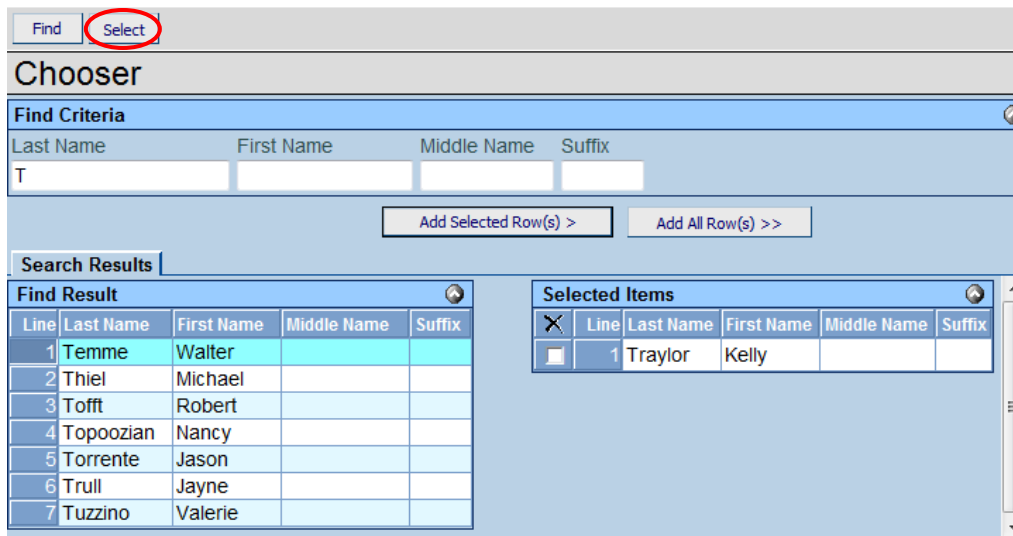 Find Select
Chooser
Find Criteria
Last Name First Name Middle Name Suffix
T
Add Selected Row(s) > Add All Row(s) >>
Search Results
Find Result
Line Last Name First Name Middle Name Suffix
1 Temme Walter
2 Thiel Michael
3 Tofft Robert
4 Topoozian Nancy
5 Torrente Jason
6 Trull Jayne
7 Tuzzino Valerie
Selected Items
Line Last Name First Name Middle Name Suffix
1 Traylor Kelly